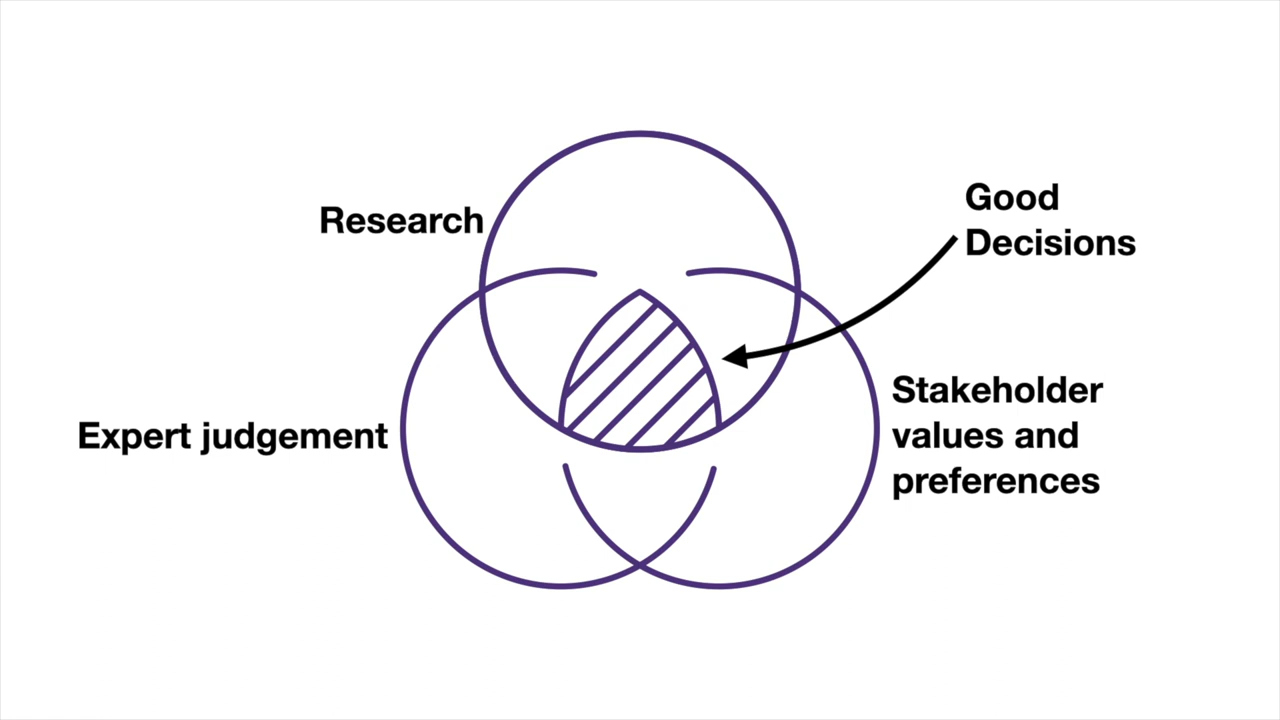 Research
Good
Decisions
Expert judgement
Stakeholder
values and
preferences